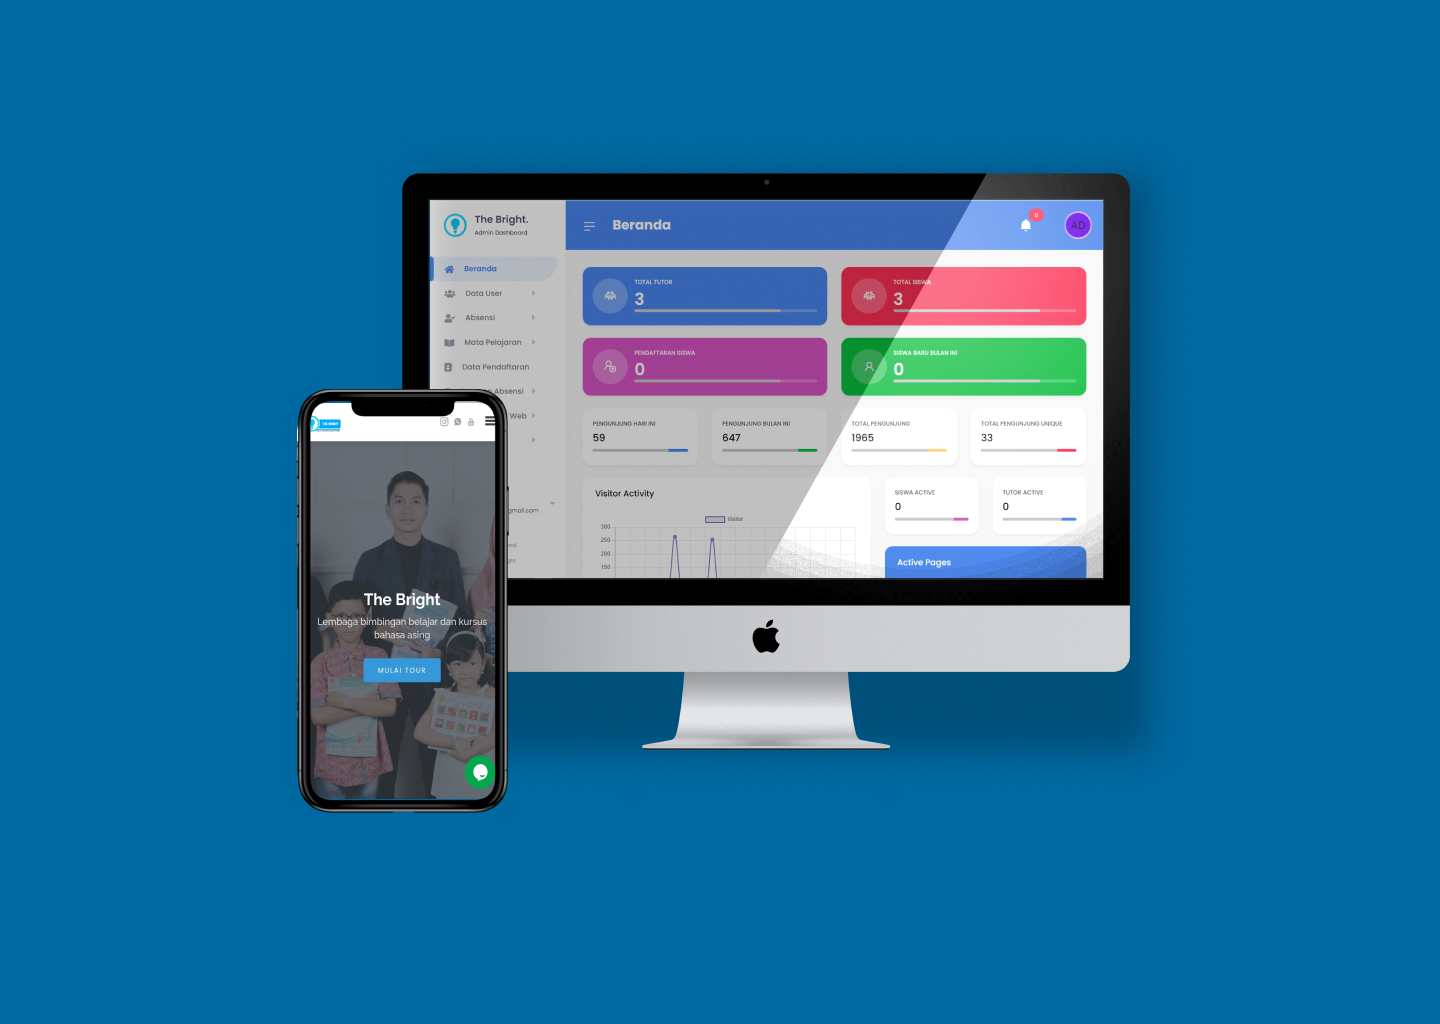 The Bright.
Admin Dashboard
Beranda
0
AD
Beranda
Data User
Absensi
Mata Pelajaran
Data Pendaftaran
Absensi
Web
gmail.com
TOTAL TUTOR
3
TOTAL SISWA
3
PENDAFTARAN SISWA
0
SISWA BARU BULAN INI
0
PENGUNJUNG HARI INI
59
PENGUNJUNG BULAN INI
647
TOTAL PENGUNJUNG
1965
TOTAL PENGUNJUNG UNIQUE
33
Visitor Activity
Visitor
300
250
200
150
SISWA ACTIVE
0
TUTOR ACTIVE
0
Active Pages
THE BRIGHT
The Bright
Lembaga bimbingan belajar dan kursus
bahasa asing
MULAI TOUR